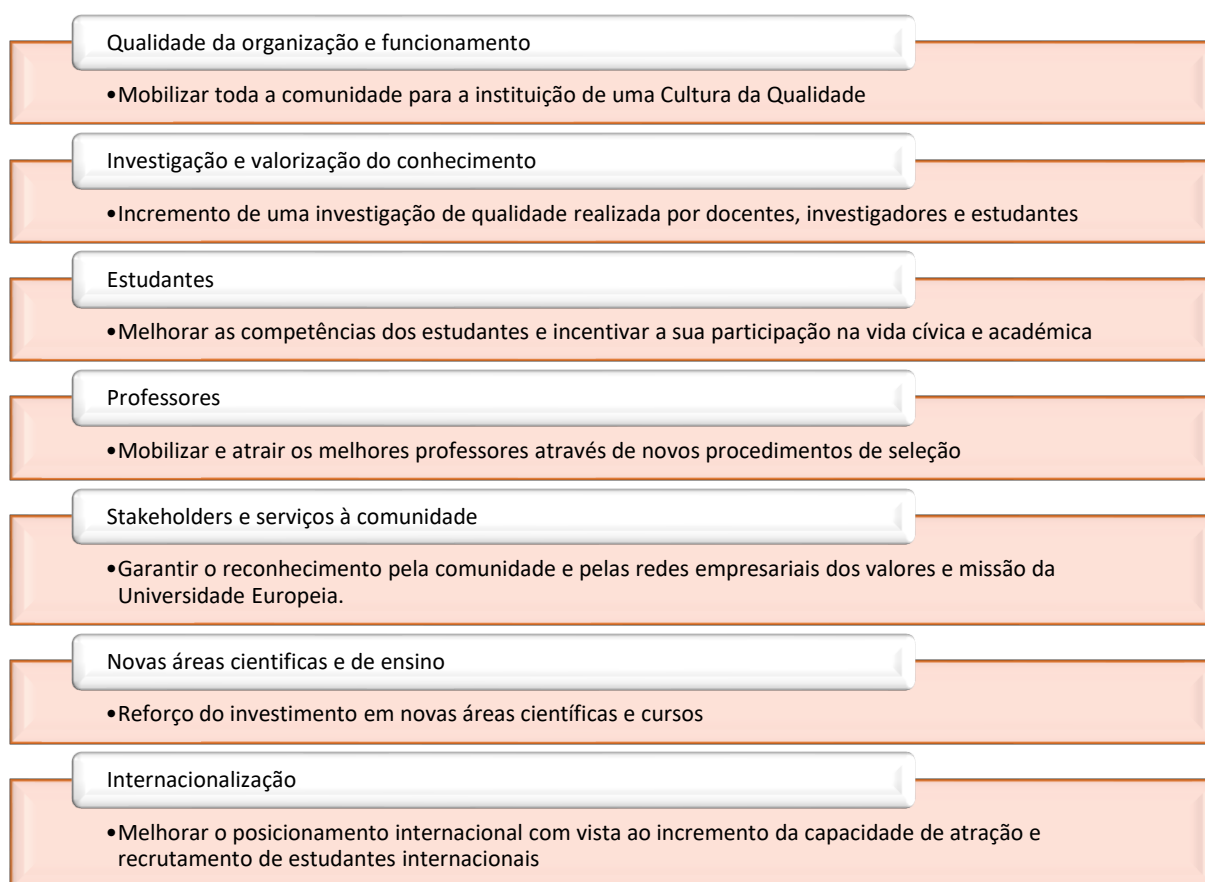 Qualidade da organização e funcionamento
•Mobilizar toda a comunidade para a instituição de uma Cultura da Qualidade
Investigação e valorização do conhecimento
•Incremento de uma investigação de qualidade realizada por docentes, investigadores e estudantes
Estudantes
•Melhorar as competências dos estudantes e incentivar a sua participação na vida cívica e académica
Professores
•Mobilizar e atrair os melhores professores através de novos procedimentos de seleção
Stakeholders e serviços à comunidade
•Garantir o reconhecimento pela comunidade e pelas redes empresariais dos valores e missão da
Universidade Europeia.
Novas áreas cientificas e de ensino
•Reforço do investimento em novas áreas científicas e cursos
Internacionalização
•Melhorar o posicionamento internacional com vista ao incremento da capacidade de atração e
recrutamento de estudantes internacionais